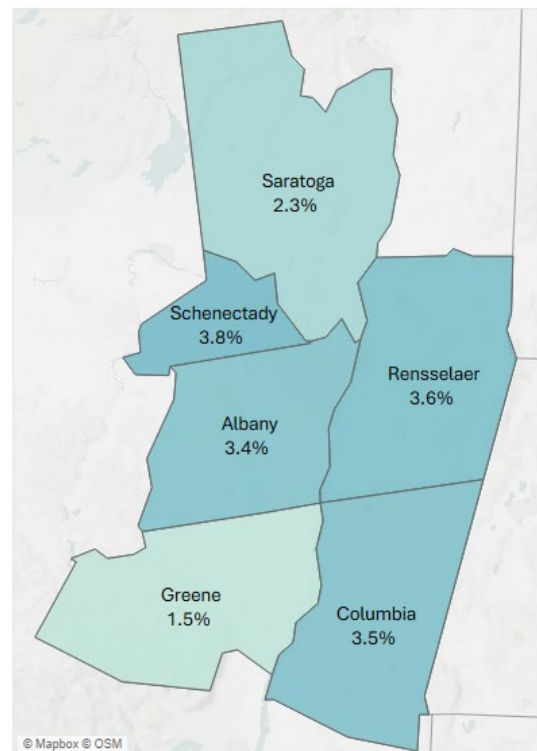 Saratoga
2.3%
Schenectady
3.8%
Rensselaer
3.6%
Albany
3.4%
Greene
1.5%
Columbia
3.5%
© Mapbox © OSM